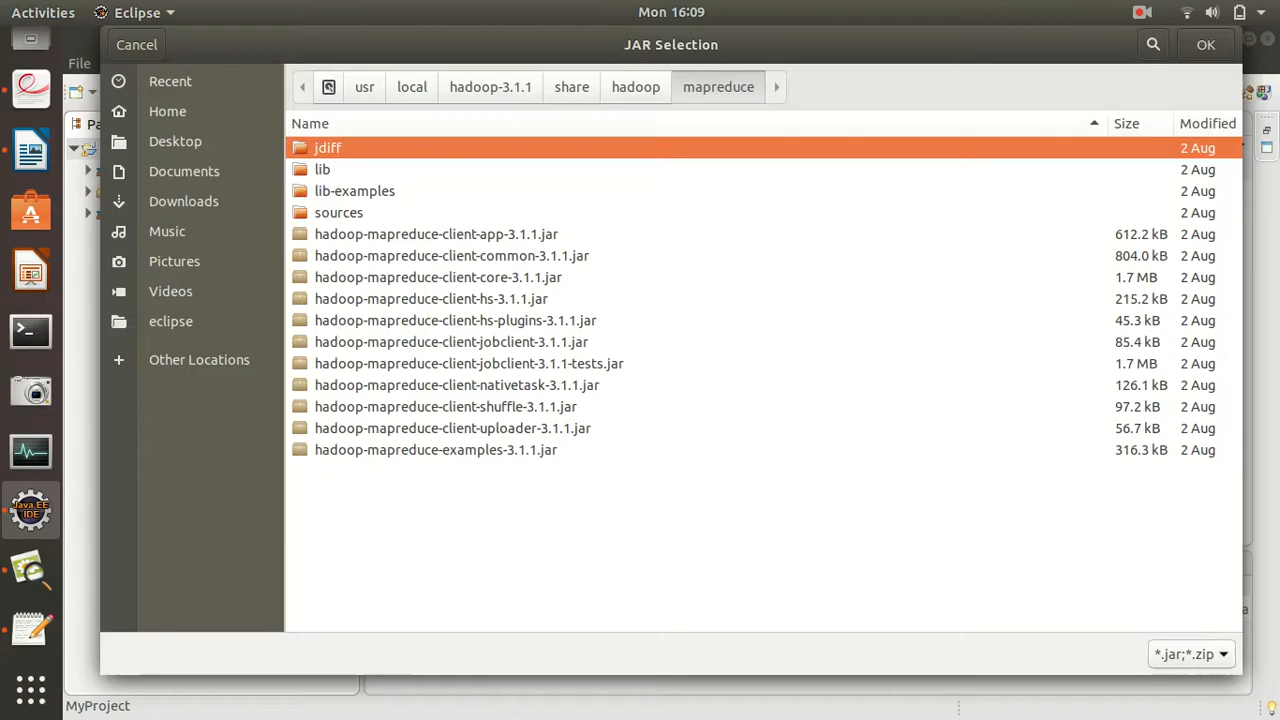 Activities Eclipse Mon 16:09
File
Cancel JAR Selection OK
usr local hadoop-3.1.1 share hadoop mapreduce
Recent
Home
Desktop
Documents
Downloads
Music
Pictures
Videos
eclipse
Other Locations
Name Size Modified
jdiff 2 Aug
lib 2 Aug
lib-examples 2 Aug
sources 2 Aug
hadoop-mapreduce-client-app-3.1.1.jar 612.2 kB 2 Aug
hadoop-mapreduce-client-common-3.1.1.jar 804.0 kB 2 Aug
hadoop-mapreduce-client-core-3.1.1.jar 1.7 MB 2 Aug
hadoop-mapreduce-client-hs-3.1.1.jar 215.2 kB 2 Aug
hadoop-mapreduce-client-hs-plugins-3.1.1.jar 45.3 kB 2 Aug
hadoop-mapreduce-client-jobclient-3.1.1.jar 85.4 kB 2 Aug
hadoop-mapreduce-client-jobclient-3.1.1-tests.jar 1.7 MB 2 Aug
hadoop-mapreduce-client-nativetask-3.1.1.jar 126.1 kB 2 Aug
hadoop-mapreduce-client-shuffle-3.1.1.jar 97.2 kB 2 Aug
hadoop-mapreduce-client-uploader-3.1.1.jar 56.7 kB 2 Aug
hadoop-mapreduce-examples-3.1.1.jar 316.3 kB 2 Aug
*.jar;*.zip
Java EE
IDE
MyProject